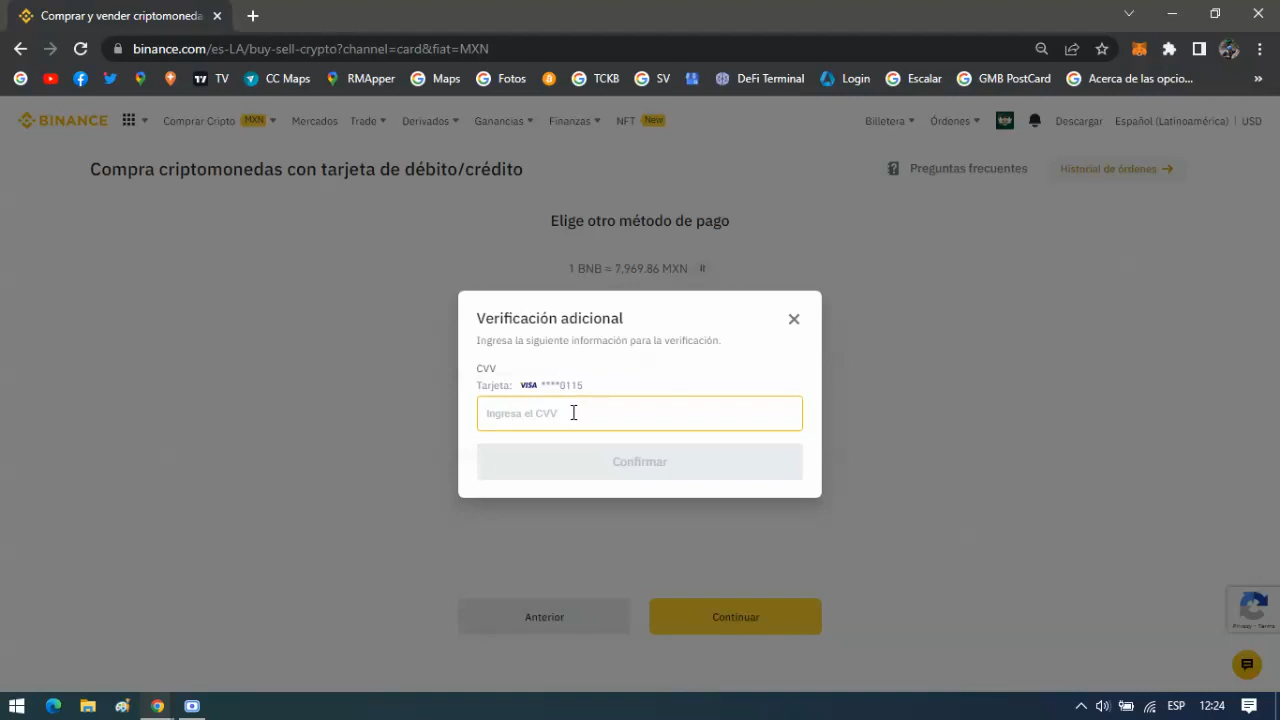 Comprar y vender criptomoneda
binance.com/es-LA/buy-sell-crypto?channel=card&fiat=MXN
TV CC Maps RMApper Maps Fotos TCKB SV DeFi Terminal Login Escalar GMB PostCard Acerca de las opcio... »
BINANCE Comprar Cripto MXN Mercados Trade Derivados Ganancias Finanzas NFT New Billetera Órdenes Descargar Español (Latinoamérica) | USD
Compra criptomonedas con tarjeta de débito/crédito Preguntas frecuentes Historial de órdenes →
Elige otro método de pago
1 BNB ≈ 7,969.86 MXN
Verificación adicional
Ingresa la siguiente información para la verificación.
CVV
Tarjeta: VISA ****0115
Ingresa el CVV
Confirmar
Anterior Continuar
Privacy - Terms
ESP 12:24